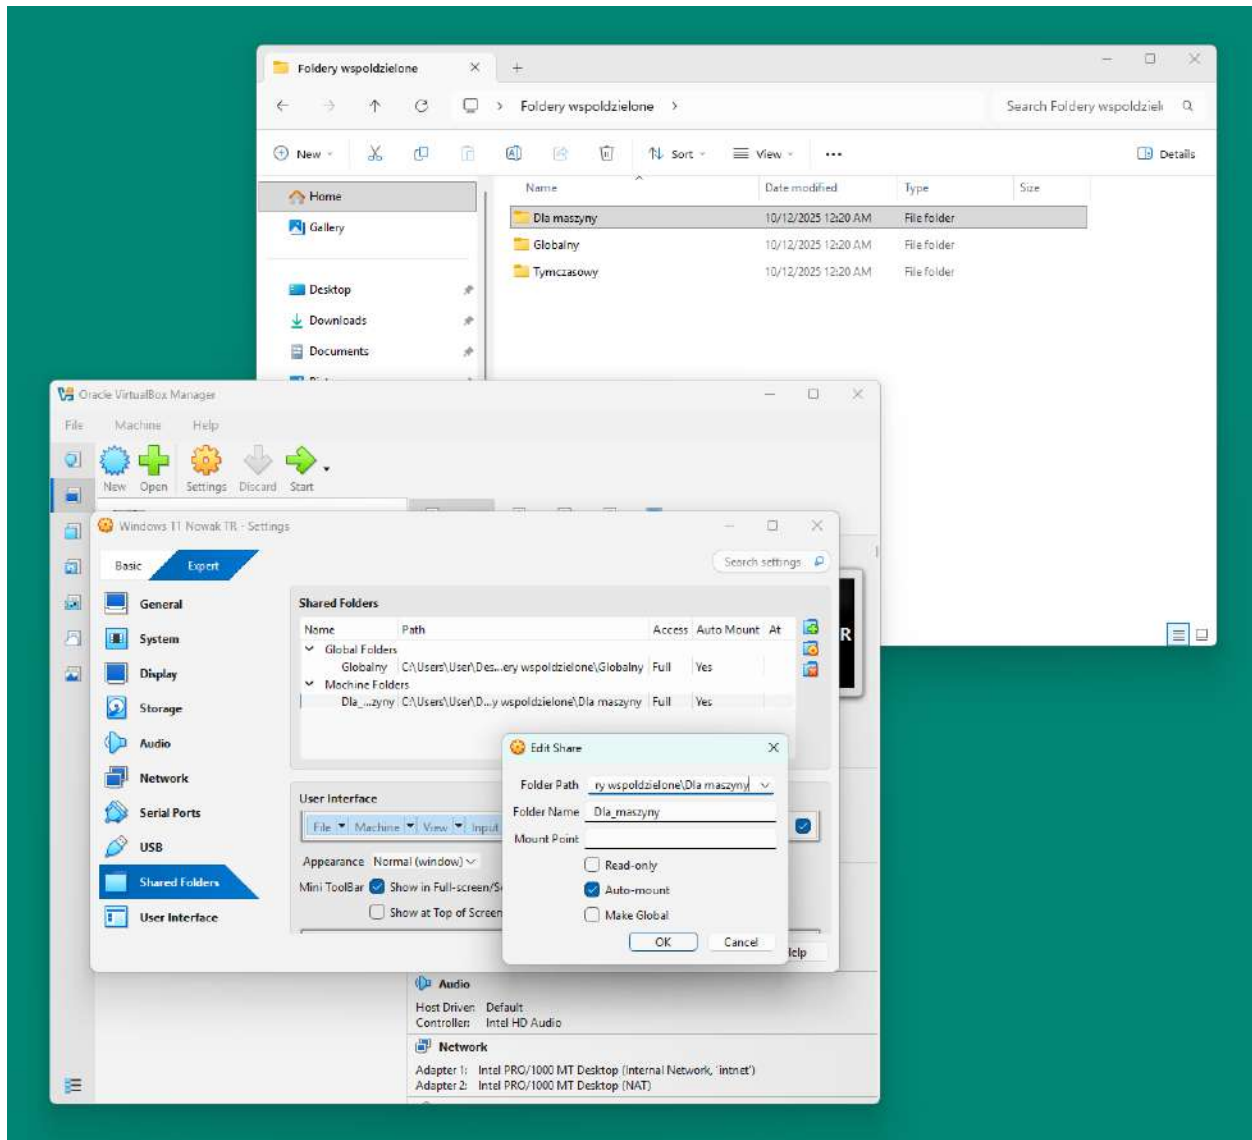 Foldery wspoldzielone
Foldery wspoldzielone
Search Foldery wspoldziel
New
Sort
View
Details
Name Date modified Type Size
Home
Gallery
Desktop
Downloads
Documents
Dla maszyny 10/12/2025 12:20 AM File folder
Globalny 10/12/2025 12:20 AM File folder
Tymczasowy 10/12/2025 12:20 AM File folder
Oracle VirtualBox Manager
File Machine Help
New Open Settings Discard Start
Windows 11 Nowak TR - Settings
Basic Expert
Search settings
General
System
Display
Storage
Audio
Network
Serial Ports
USB
Shared Folders
User Interface
Shared Folders
Name Path Access Auto Mount At
Global Folders
Globalny C:\Users\User\Des...ery wspoldzielone\Globalny Full Yes
Machine Folders
Dla_...zyny C:\Users\User\D...y wspoldzielone\Dla maszyny Full Yes
R
User Interface
File Machine View Input
Appearance Normal (window)
Mini ToolBar Show in Full-screen/S
Show at Top of Screen
Edit Share
Folder Path ry wspoldzielone\Dla maszyny
Folder Name Dla_maszyny
Mount Point
Read-only
Auto-mount
Make Global
OK Cancel
Help
Audio
Host Driver: Default
Controller: Intel HD Audio
Network
Adapter 1: Intel PRO/1000 MT Desktop (Internal Network, 'intnet')
Adapter 2: Intel PRO/1000 MT Desktop (NAT)